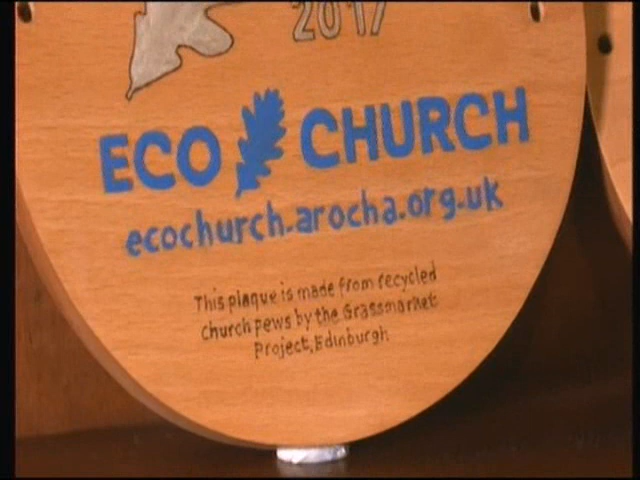 2017
ECO CHURCH
ecochurch.arocha.org.uk
This plaque is made from recycled
church pews by the Grassmarket
Project, Edinburgh